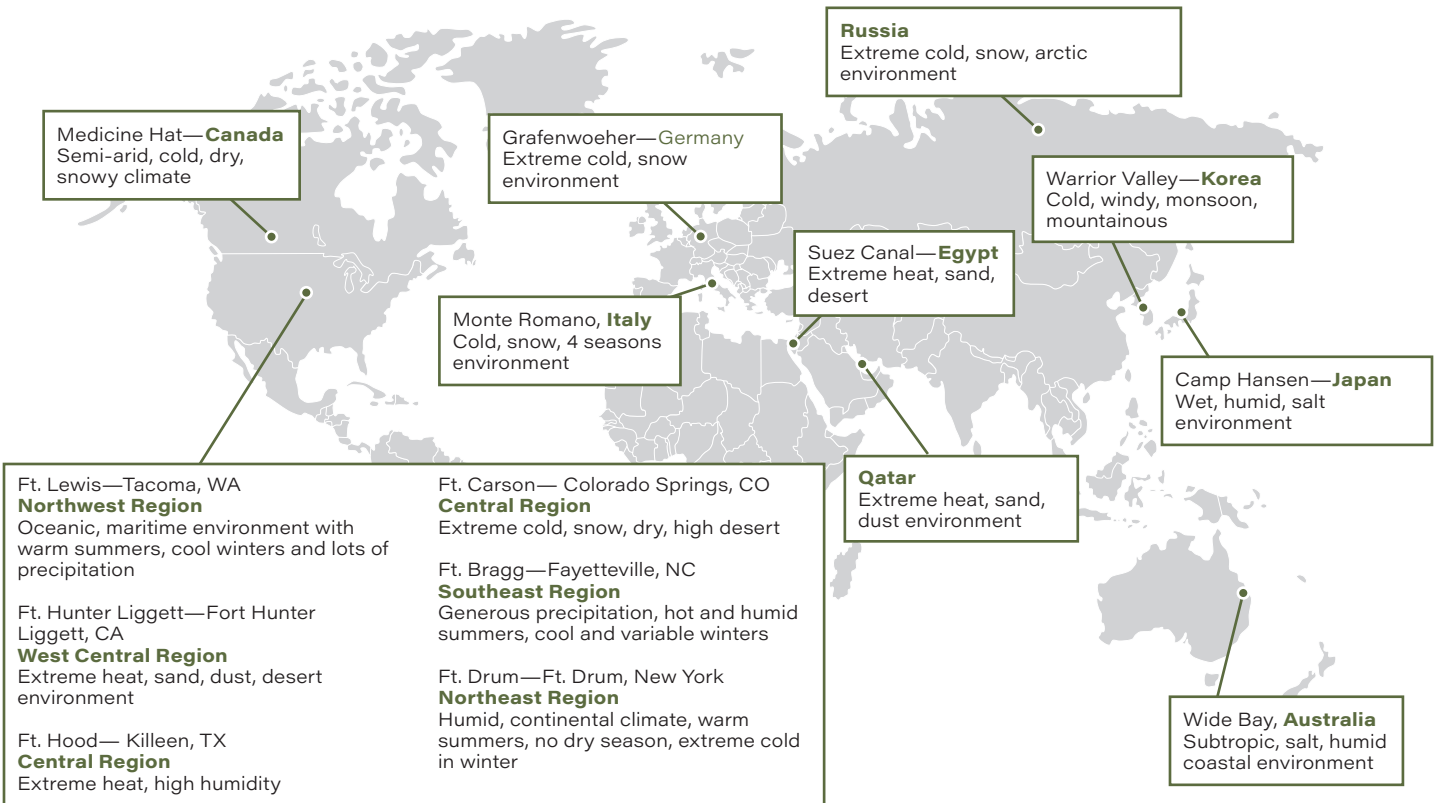 Russia
Extreme cold, snow, arctic
environment
Medicine Hat—Canada
Semi-arid, cold, dry,
snowy climate
Grafenwoeher—Germany
Extreme cold, snow
environment
Warrior Valley—Korea
Cold, windy, monsoon,
mountainous
Suez Canal—Egypt
Extreme heat, sand,
desert
Monte Romano, Italy
Cold, snow, 4 seasons
environment
Camp Hansen—Japan
Wet, humid, salt
environment
Qatar
Extreme heat, sand,
dust environment
Ft. Lewis—Tacoma, WA
Northwest Region
Oceanic, maritime environment with
warm summers, cool winters and lots of
precipitation
Ft. Hunter Liggett—Fort Hunter
Liggett, CA
West Central Region
Extreme heat, sand, dust, desert
environment
Ft. Hood— Killeen, TX
Central Region
Extreme heat, high humidity
Ft. Carson— Colorado Springs, CO
Central Region
Extreme cold, snow, dry, high desert
Ft. Bragg—Fayetteville, NC
Southeast Region
Generous precipitation, hot and humid
summers, cool and variable winters
Ft. Drum—Ft. Drum, New York
Northeast Region
Humid, continental climate, warm
summers, no dry season, extreme cold
in winter
Wide Bay, Australia
Subtropic, salt, humid
coastal environment